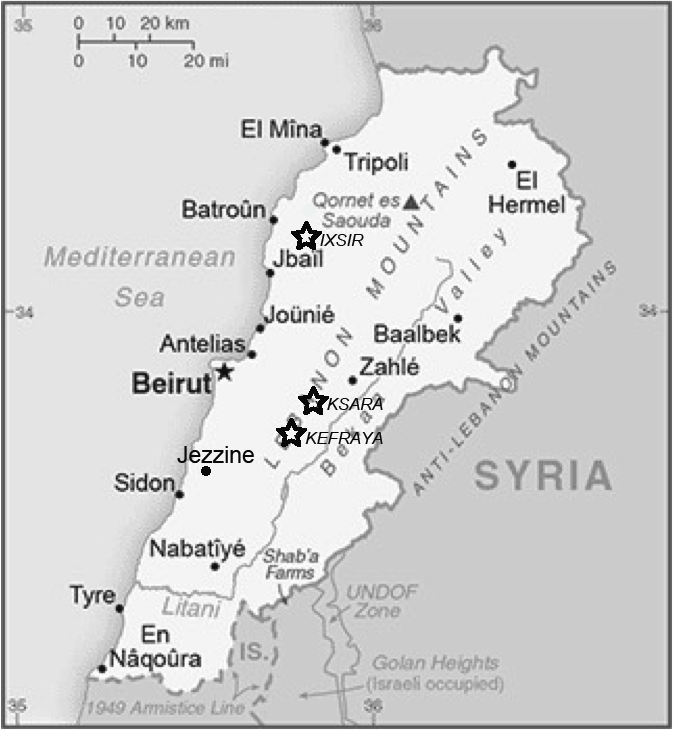 35
36
0 10 20 km
0 10 20 mi
El Mîna
Tripoli
El
Hermel
Qornet es
Saouda
Batroûn
IXSIR
Jbaïl
Mediterranean
Sea
LEBANON MOUNTAINS
Bekaa Valley
34
34
Joünié
Antelias
Beirut
Baalbek
Zahlé
ANTI-LEBANON MOUNTAINS
KSARA
KEFRAYA
Jezzine
Sidon
SYRIA
Nabatîyé
Shab'a
Farms
Tyre
Litani
UNDOF
Zone
En
Nâqoûra
IS.
Golan Heights
(Israeli occupied)
1949 Armistice Line
35
36